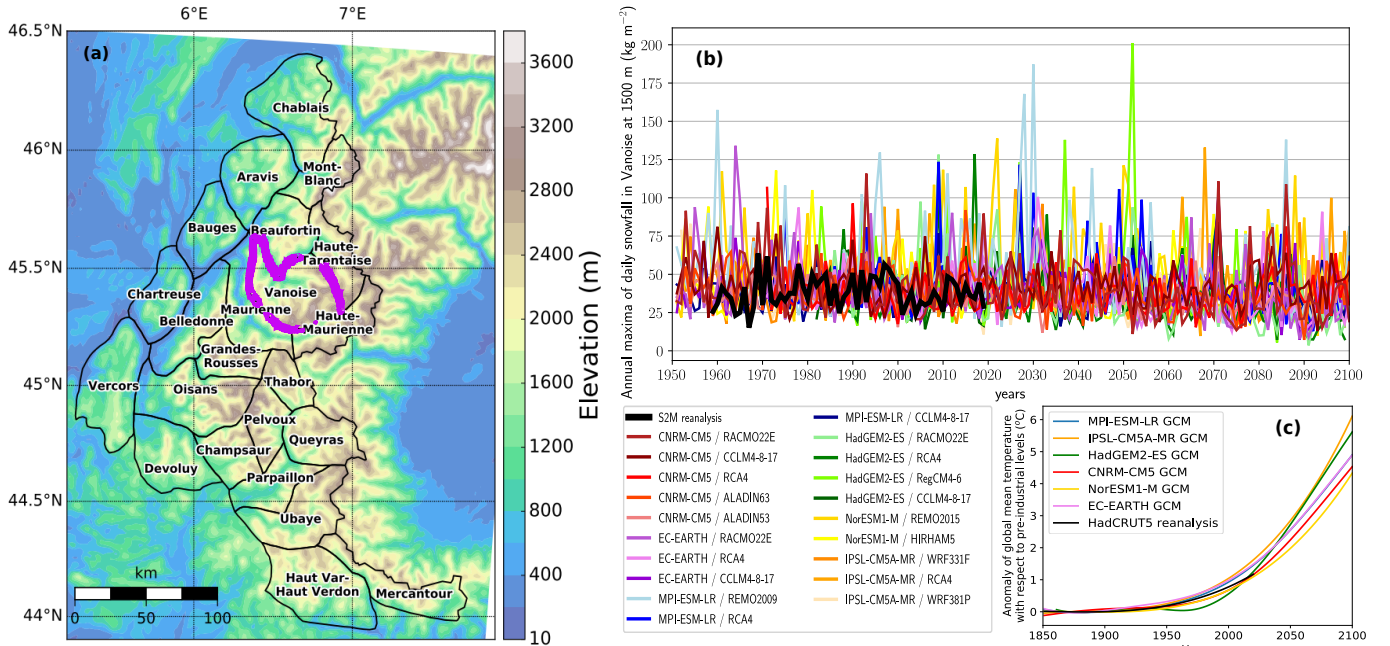 6°E
7°E
46.5°N
46°N
45.5°N
45°N
44.5°N
44°N
(a)
Chablais
Mont-
Blanc
Aravis
Bauges
Beaufortin
Haute-
Tarentaise
Chartreuse
Vanoise
Maurienne
Belledonne
Haute-
Maurienne
Grandes-
Rousses
Vercors
Oisans
Thabor
Pelvoux
Queyras
Champsaur
Devoluy
Parpaillon
Ubaye
Haut Var-
Haut Verdon
Mercantour
km
0
50
100
3600
3200
2800
2400
2000
1600
1200
800
400
10
Elevation (m)
(b)
Annual maxima of daily snowfall in Vanoise at 1500 m (kg m⁻²)
200
175
150
125
100
75
50
25
0
1950 1960 1970 1980 1990 2000 2010 2020 2030 2040 2050 2060 2070 2080 2090 2100
years
S2M reanalysis
CNRM-CM5 / RACMO22E
CNRM-CM5 / CCLM4-8-17
CNRM-CM5 / RCA4
CNRM-CM5 / ALADIN63
CNRM-CM5 / ALADIN53
EC-EARTH / RACMO22E
EC-EARTH / RCA4
EC-EARTH / CCLM4-8-17
MPI-ESM-LR / REMO2009
MPI-ESM-LR / RCA4
MPI-ESM-LR / CCLM4-8-17
HadGEM2-ES / RACMO22E
HadGEM2-ES / RCA4
HadGEM2-ES / RegCM4-6
HadGEM2-ES / CCLM4-8-17
NorESM1-M / REMO2015
NorESM1-M / HIRHAM5
IPSL-CM5A-MR / WRF331F
IPSL-CM5A-MR / RCA4
IPSL-CM5A-MR / WRF381P
(c)
Anomaly of global mean temperature
with respect to pre-industrial levels (⁰C)
6
5
4
3
2
1
0
MPI-ESM-LR GCM
IPSL-CM5A-MR GCM
HadGEM2-ES GCM
CNRM-CM5 GCM
NorESM1-M GCM
EC-EARTH GCM
HadCRUT5 reanalysis
1850 1900 1950 2000 2050 2100